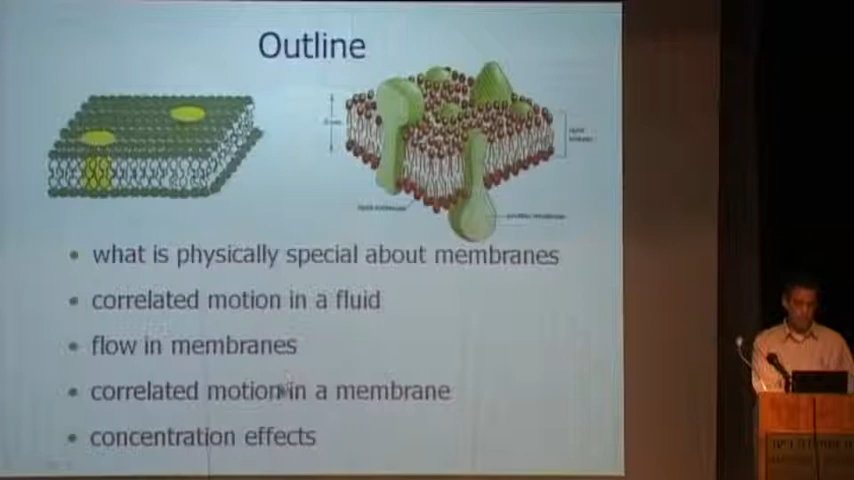 Outline
what is physically special about membranes
correlated motion in a fluid
flow in membranes
correlated motion in a membrane
concentration effects